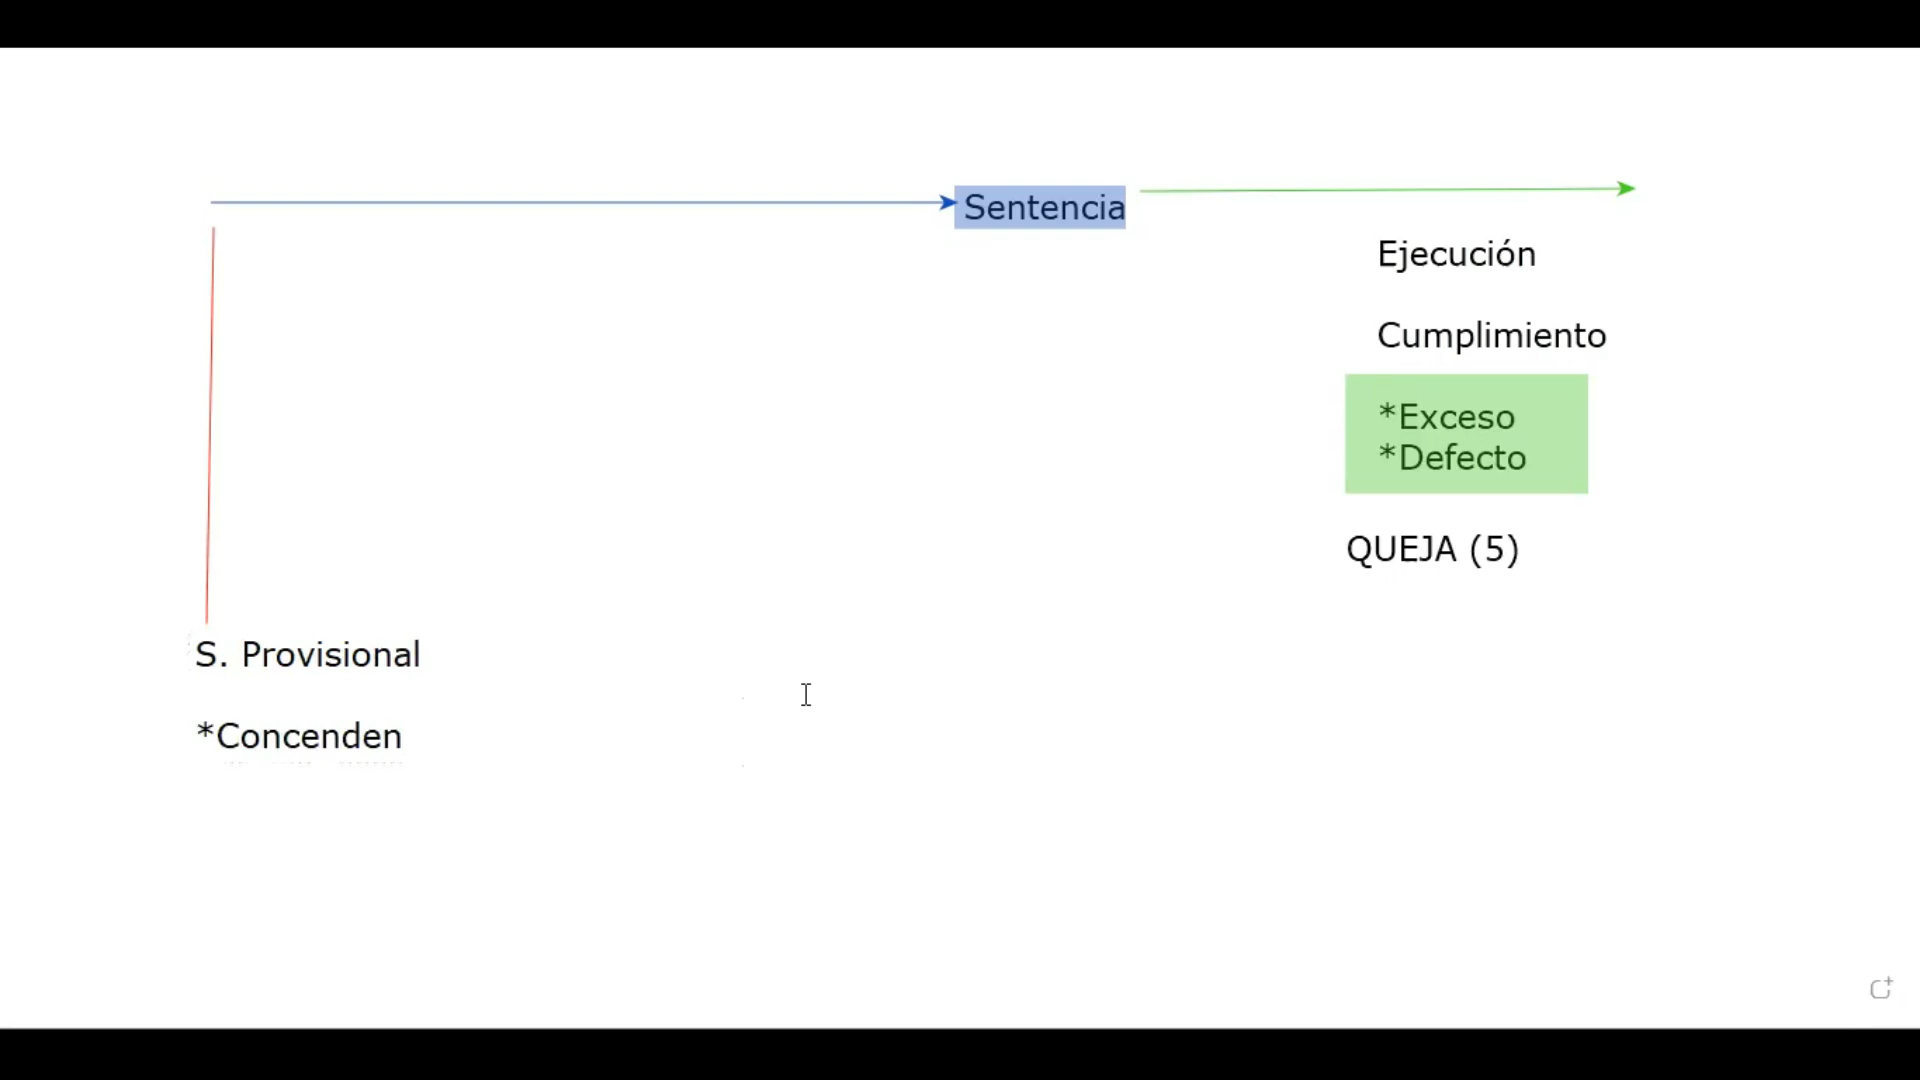 Sentencia
Ejecución
Cumplimiento
*Exceso
*Defecto
QUEJA (5)
S. Provisional
*Concenden